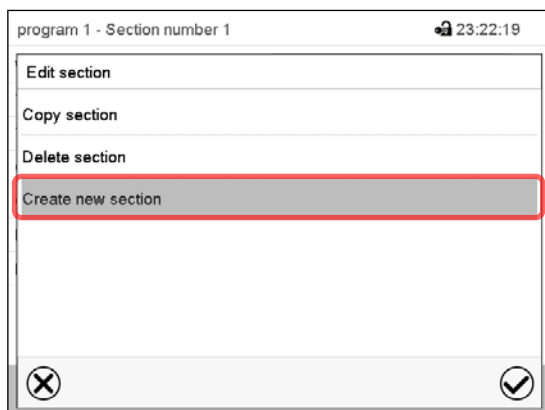 program 1 - Section number 1 23:22:19
Edit section
Copy section
Delete section
Create new section